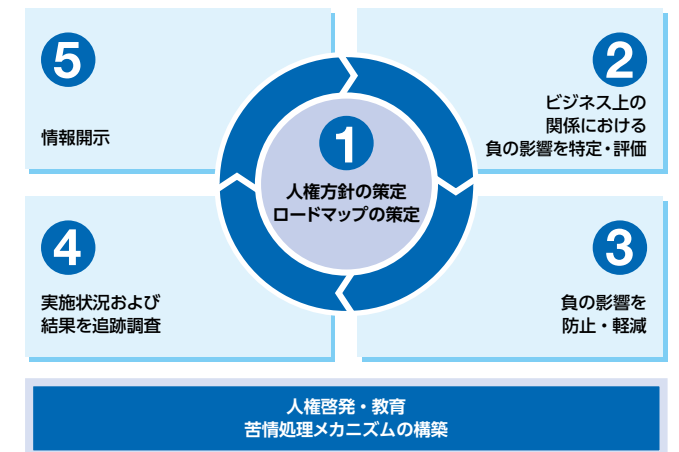 1
人権方針の策定
ロードマップの策定
2
ビジネス上の
関係における
負の影響を特定・評価
3
負の影響を
防止・軽減
4
実施状況および
結果を追跡調査
5
情報開示
人権啓発・教育
苦情処理メカニズムの構築